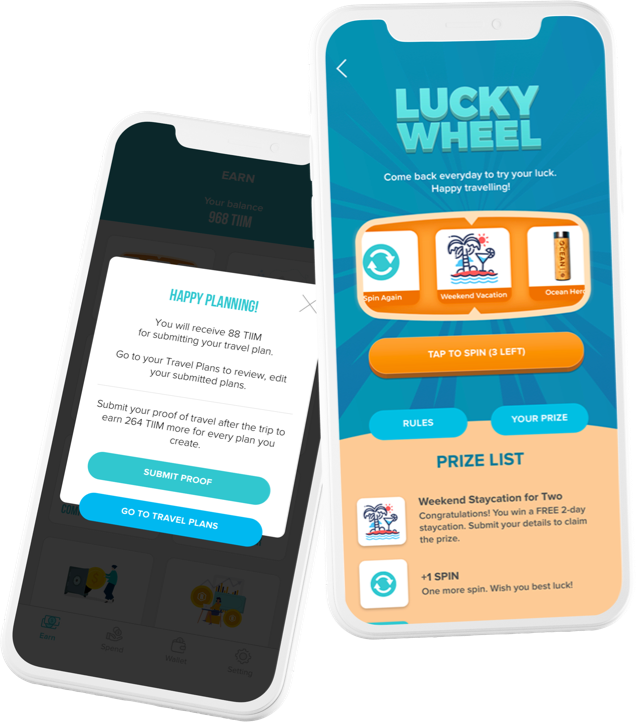 EARN
Your balance
968 TIIM
HAPPY PLANNING!
You will receive 88 TIIM
for submitting your travel plan.
Go to your Travel Plans to review, edit
your submitted plans.
Submit your proof of travel after the trip to
earn 264 TIIM more for every plan you
create.
SUBMIT PROOF
GO TO TRAVEL PLANS
Earn
Spend
Wallet
Setting
LUCKY
WHEEL
Come back everyday to try your luck.
Happy travelling!
OCEAN
Spin Again
Weekend Vacation
Ocean Hero
TAP TO SPIN (3 LEFT)
RULES
YOUR PRIZE
PRIZE LIST
Weekend Staycation for Two
Congratulations! You win a FREE 2-day
staycation. Submit your details to claim
the prize.
+1 SPIN
One more spin. Wish you best luck!